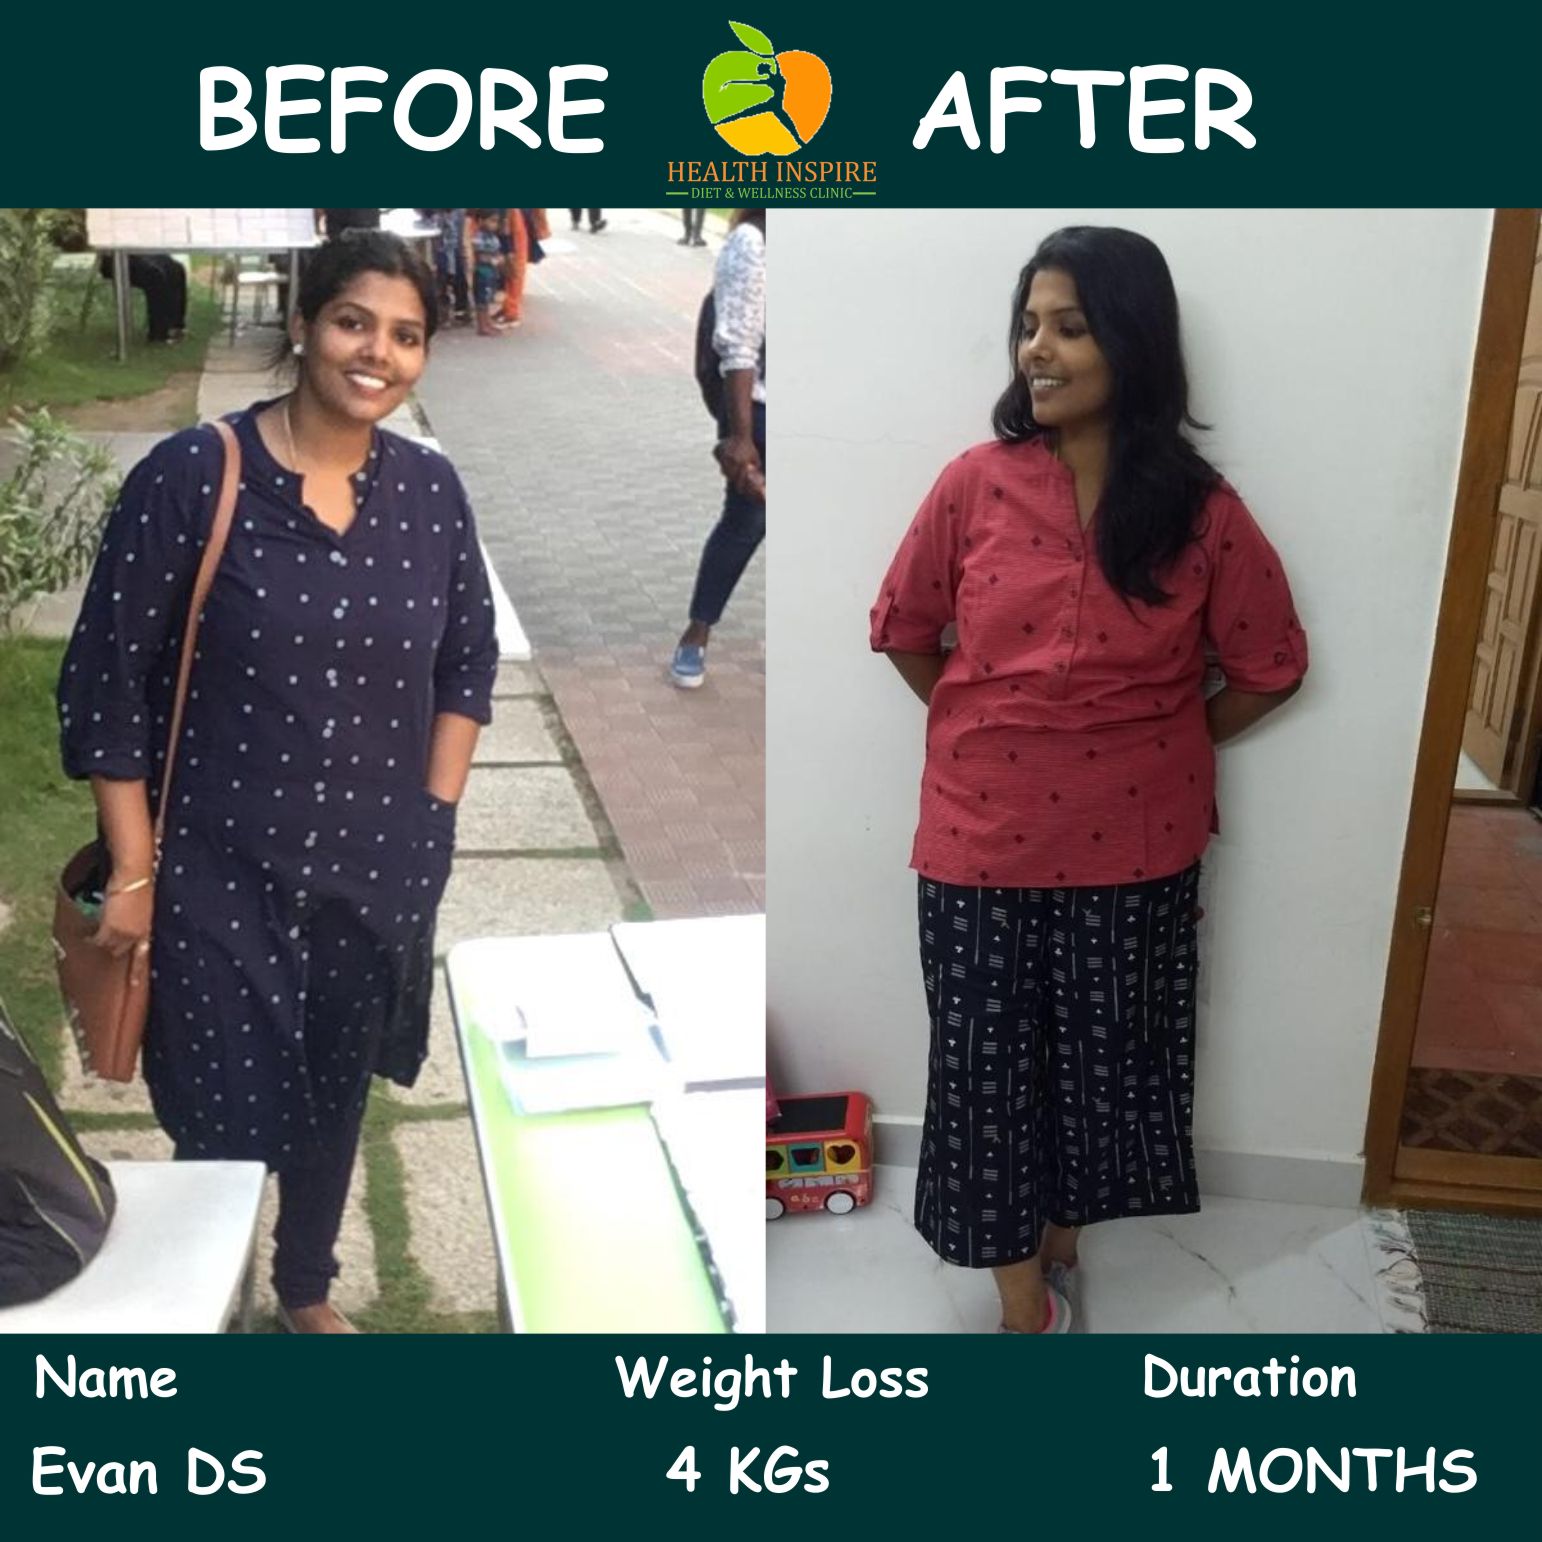 BEFORE
AFTER
HEALTH INSPIRE
DIET & WELLNESS CLINIC
a b a
Name
Weight Loss
Duration
Evan DS
4 KGs
1 MONTHS